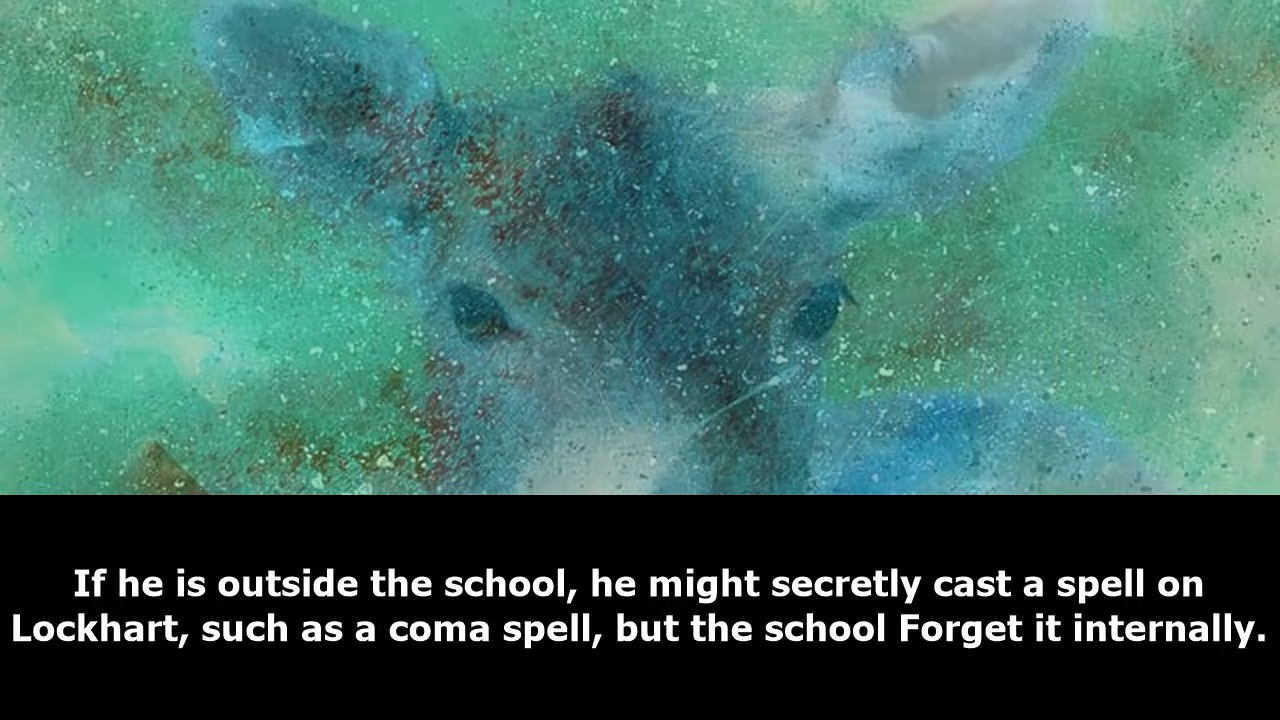 If he is outside the school, he might secretly cast a spell on
Lockhart, such as a coma spell, but the school Forget it internally.